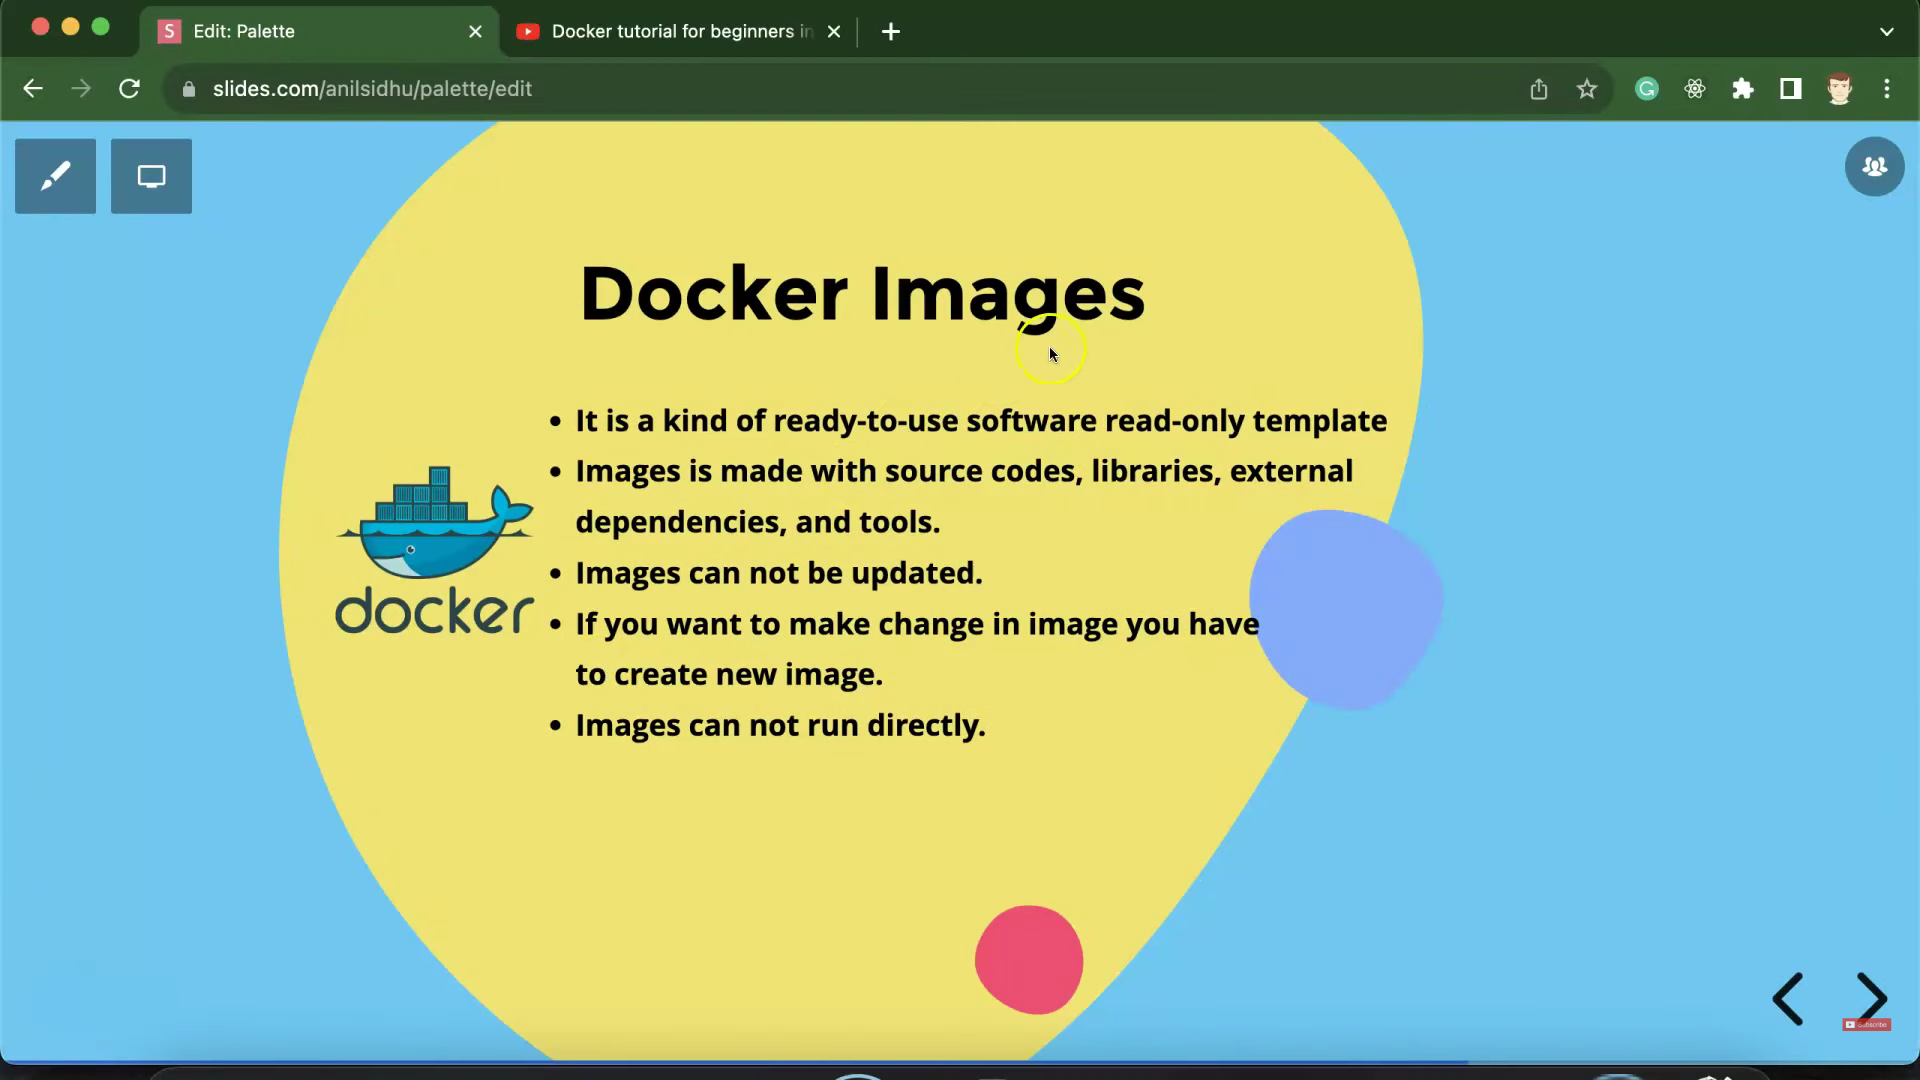 Edit: Palette
Docker tutorial for beginners in
slides.com/anilsidhu/palette/edit
Docker Images
It is a kind of ready-to-use software read-only template
Images is made with source codes, libraries, external
dependencies, and tools.
Images can not be updated.
If you want to make change in image you have
to create new image.
Images can not run directly.
docker
Subscribe